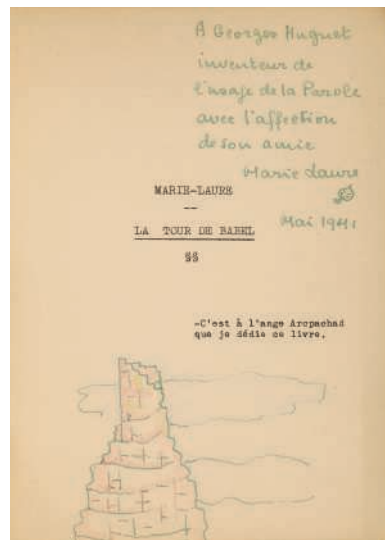 A Georges Hugnet
inventeur de
l'usage de la Parole
avec l'affection
de son amie
Marie Laure
Mai 1941
MARIE-LAURE
--
LA TOUR DE BABEL
§§
-C'est à l'ange Arcpachad
que je dédie ce livre.